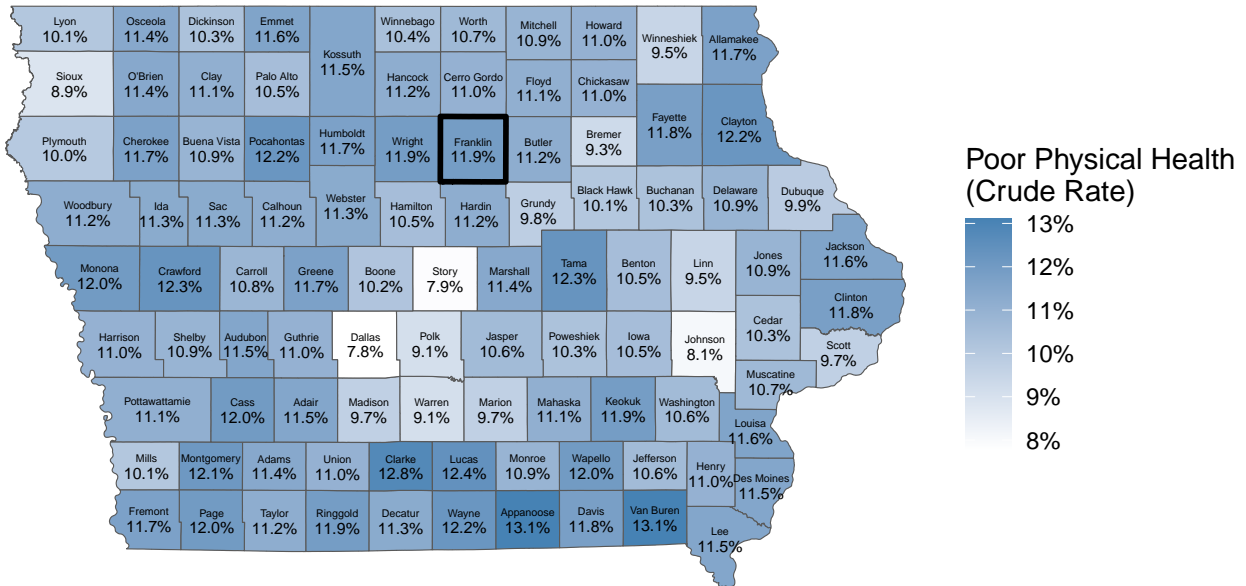 Lyon
10.1%
Osceola
11.4%
Dickinson
10.3%
Emmet
11.6%
Kossuth
11.5%
Winnebago
10.4%
Worth
10.7%
Mitchell
10.9%
Howard
11.0%
Winneshiek
9.5%
Allamakee
11.7%
Sioux
8.9%
O'Brien
11.4%
Clay
11.1%
Palo Alto
10.5%
Hancock
11.2%
Cerro Gordo
11.0%
Floyd
11.1%
Chickasaw
11.0%
Fayette
11.8%
Clayton
12.2%
Plymouth
10.0%
Cherokee
11.7%
Buena Vista
10.9%
Pocahontas
12.2%
Humboldt
11.7%
Wright
11.9%
Franklin
11.9%
Butler
11.2%
Bremer
9.3%
Woodbury
11.2%
Ida
11.3%
Sac
11.3%
Calhoun
11.2%
Webster
11.3%
Hamilton
10.5%
Hardin
11.2%
Grundy
9.8%
Black Hawk
10.1%
Buchanan
10.3%
Delaware
10.9%
Dubuque
9.9%
Monona
12.0%
Crawford
12.3%
Carroll
10.8%
Greene
11.7%
Boone
10.2%
Story
7.9%
Marshall
11.4%
Tama
12.3%
Benton
10.5%
Linn
9.5%
Jones
10.9%
Jackson
11.6%
Clinton
11.8%
Harrison
11.0%
Shelby
10.9%
Audubon
11.5%
Guthrie
11.0%
Dallas
7.8%
Polk
9.1%
Jasper
10.6%
Poweshiek
10.3%
Iowa
10.5%
Johnson
8.1%
Cedar
10.3%
Scott
9.7%
Muscatine
10.7%
Pottawattamie
11.1%
Cass
12.0%
Adair
11.5%
Madison
9.7%
Warren
9.1%
Marion
9.7%
Mahaska
11.1%
Keokuk
11.9%
Washington
10.6%
Louisa
11.6%
Mills
10.1%
Montgomery
12.1%
Adams
11.4%
Union
11.0%
Clarke
12.8%
Lucas
12.4%
Monroe
10.9%
Wapello
12.0%
Jefferson
10.6%
Henry
11.0%
Des Moines
11.5%
Fremont
11.7%
Page
12.0%
Taylor
11.2%
Ringgold
11.9%
Decatur
11.3%
Wayne
12.2%
Appanoose
13.1%
Davis
11.8%
Van Buren
13.1%
Lee
11.5%
Poor Physical Health
(Crude Rate)
13%
12%
11%
10%
9%
8%